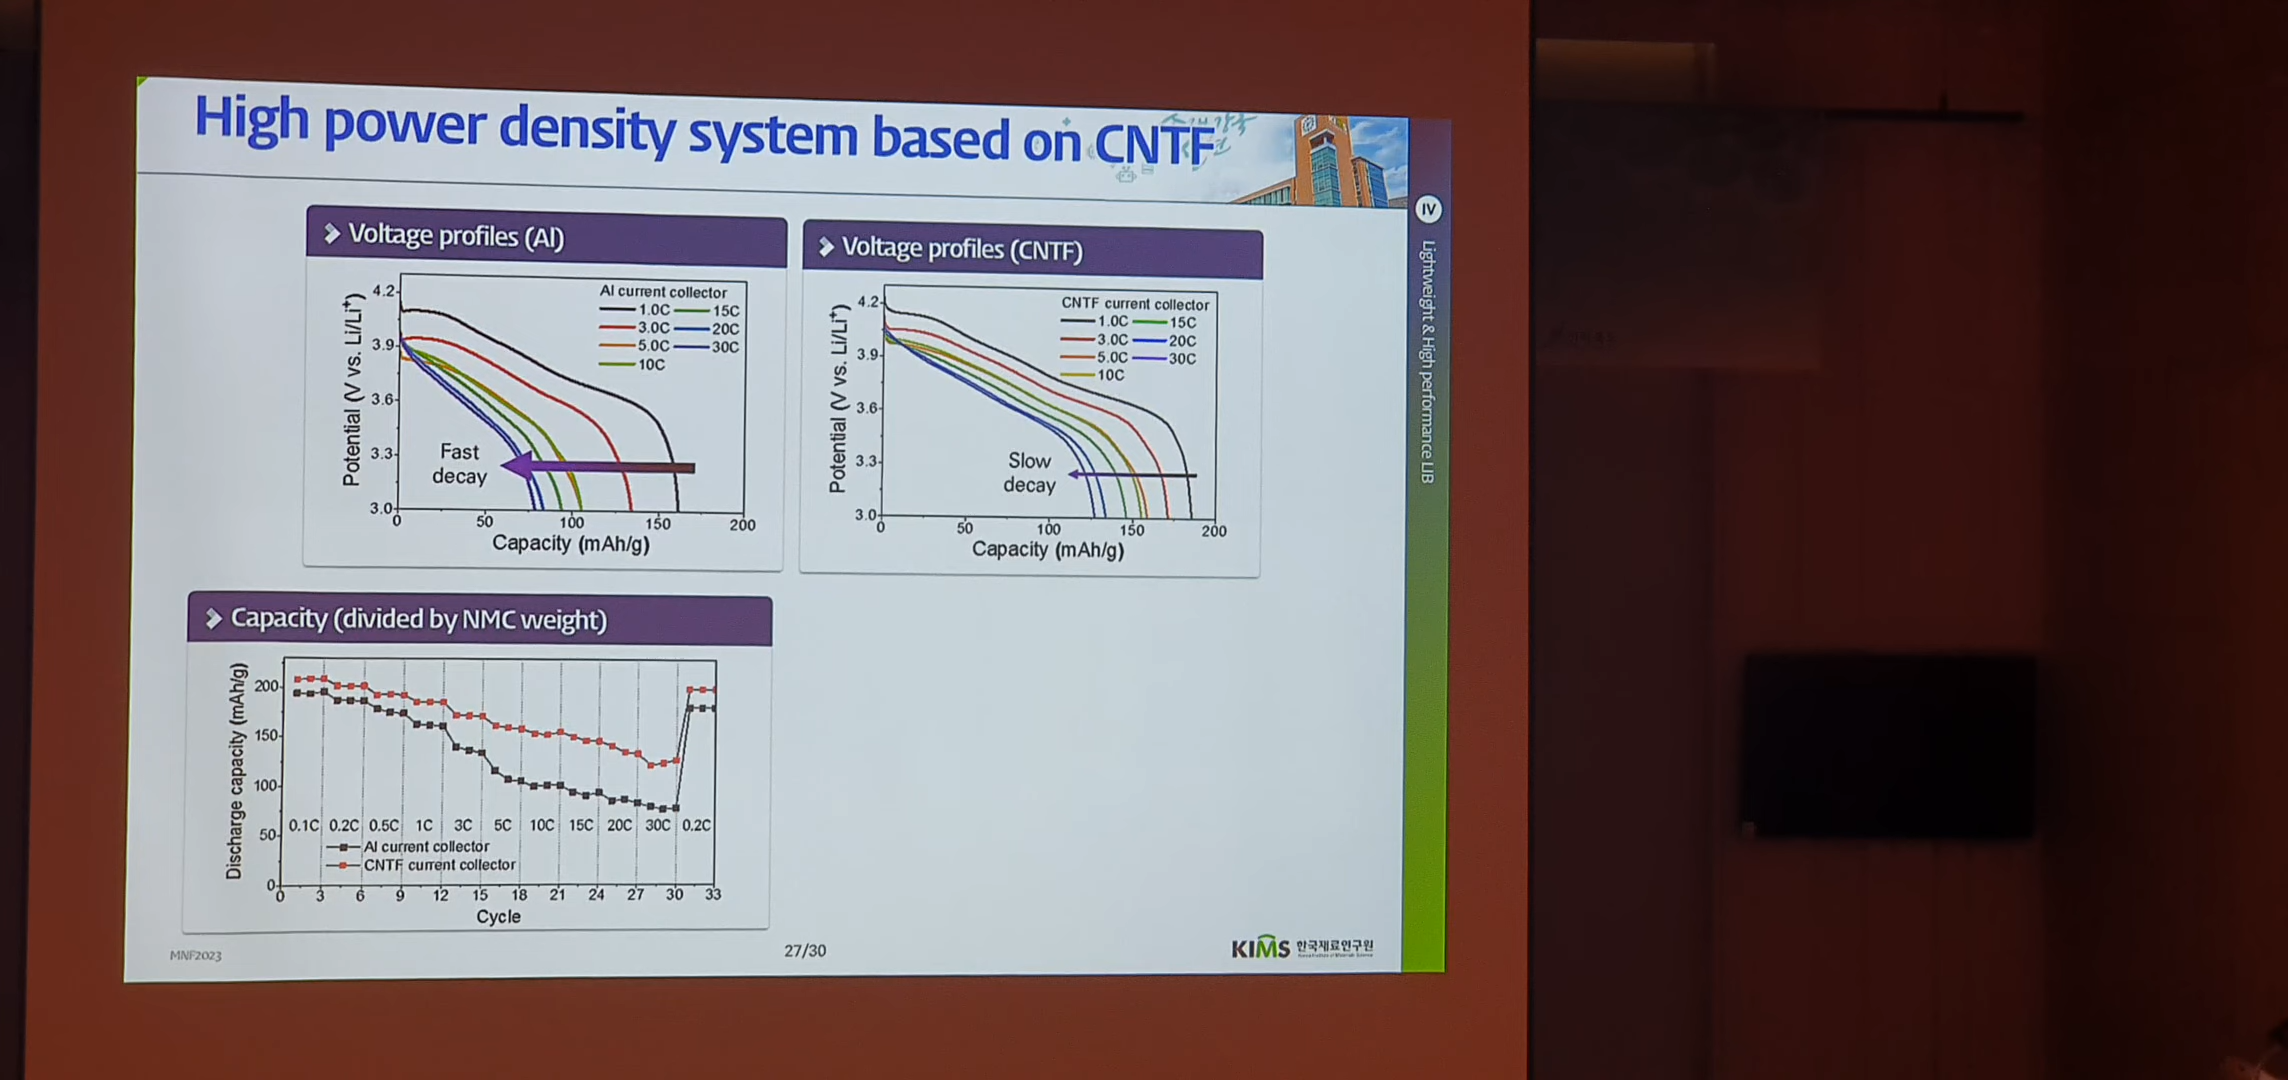 High power density system based on CNTF
IV
Lightweight & High performance LIB
Voltage profiles (Al)
Potential (V vs. Li/Li⁺)
4.2
3.9
3.6
3.3
3.0
Al current collector
1.0C 15C
3.0C 20C
5.0C 30C
10C
Fast
decay
0 50 100 150 200
Capacity (mAh/g)
Voltage profiles (CNTF)
Potential (V vs. Li/Li⁺)
4.2
3.9
3.6
3.3
3.0
CNTF current collector
1.0C 15C
3.0C 20C
5.0C 30C
10C
Slow
decay
0 50 100 150 200
Capacity (mAh/g)
Capacity (divided by NMC weight)
Discharge capacity (mAh/g)
200
150
100
50
0
0.1C 0.2C 0.5C 1C 3C 5C 10C 15C 20C 30C 0.2C
Al current collector
CNTF current collector
0 3 6 9 12 15 18 21 24 27 30 33
Cycle
MNF2023
27/30
KIMS 한국재료연구원